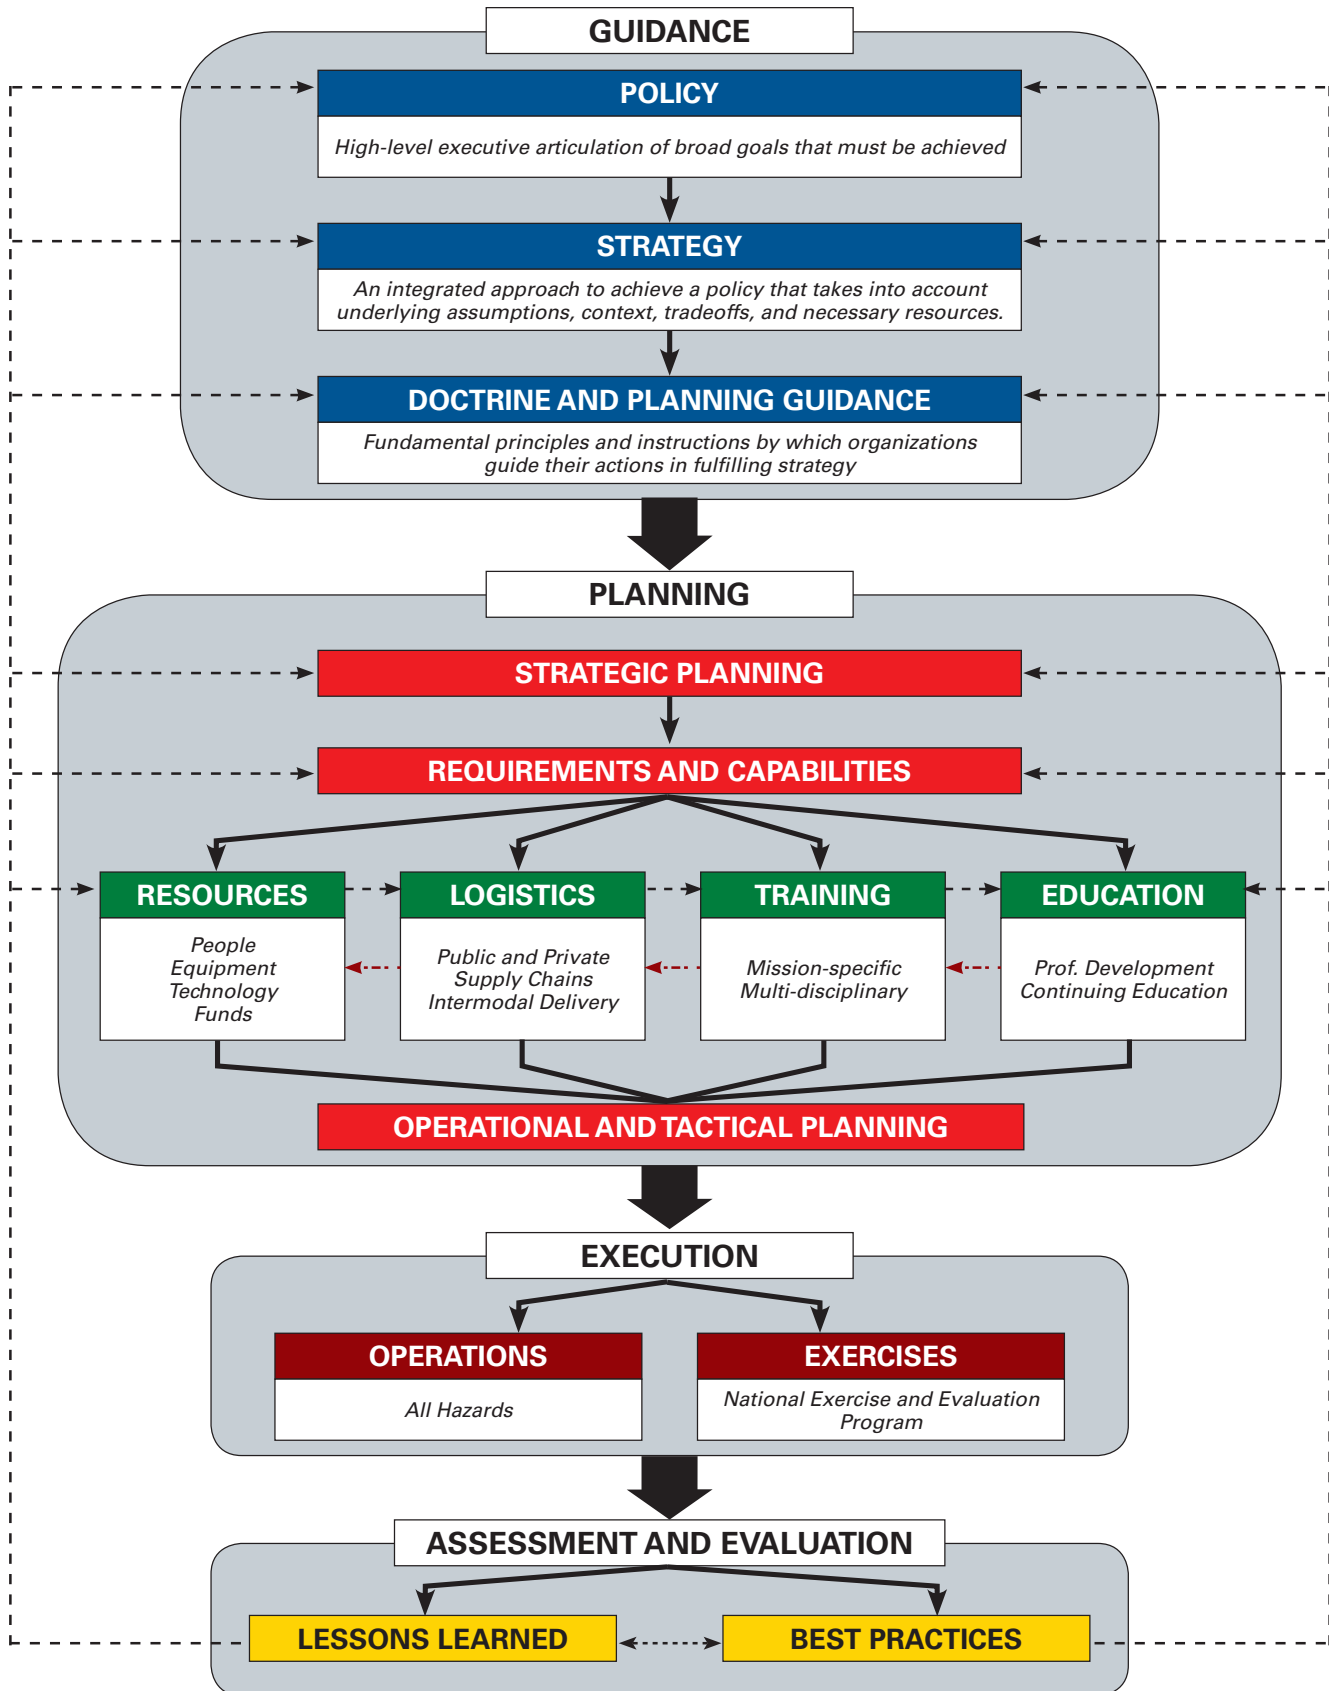 GUIDANCE
POLICY
High-level executive articulation of broad goals that must be achieved
STRATEGY
An integrated approach to achieve a policy that takes into account
underlying assumptions, context, tradeoffs, and necessary resources.
DOCTRINE AND PLANNING GUIDANCE
Fundamental principles and instructions by which organizations
guide their actions in fulfilling strategy
PLANNING
STRATEGIC PLANNING
REQUIREMENTS AND CAPABILITIES
RESOURCES
People
Equipment
Technology
Funds
LOGISTICS
Public and Private
Supply Chains
Intermodal Delivery
TRAINING
Mission-specific
Multi-disciplinary
EDUCATION
Prof. Development
Continuing Education
OPERATIONAL AND TACTICAL PLANNING
EXECUTION
OPERATIONS
All Hazards
EXERCISES
National Exercise and Evaluation
Program
ASSESSMENT AND EVALUATION
LESSONS LEARNED
BEST PRACTICES